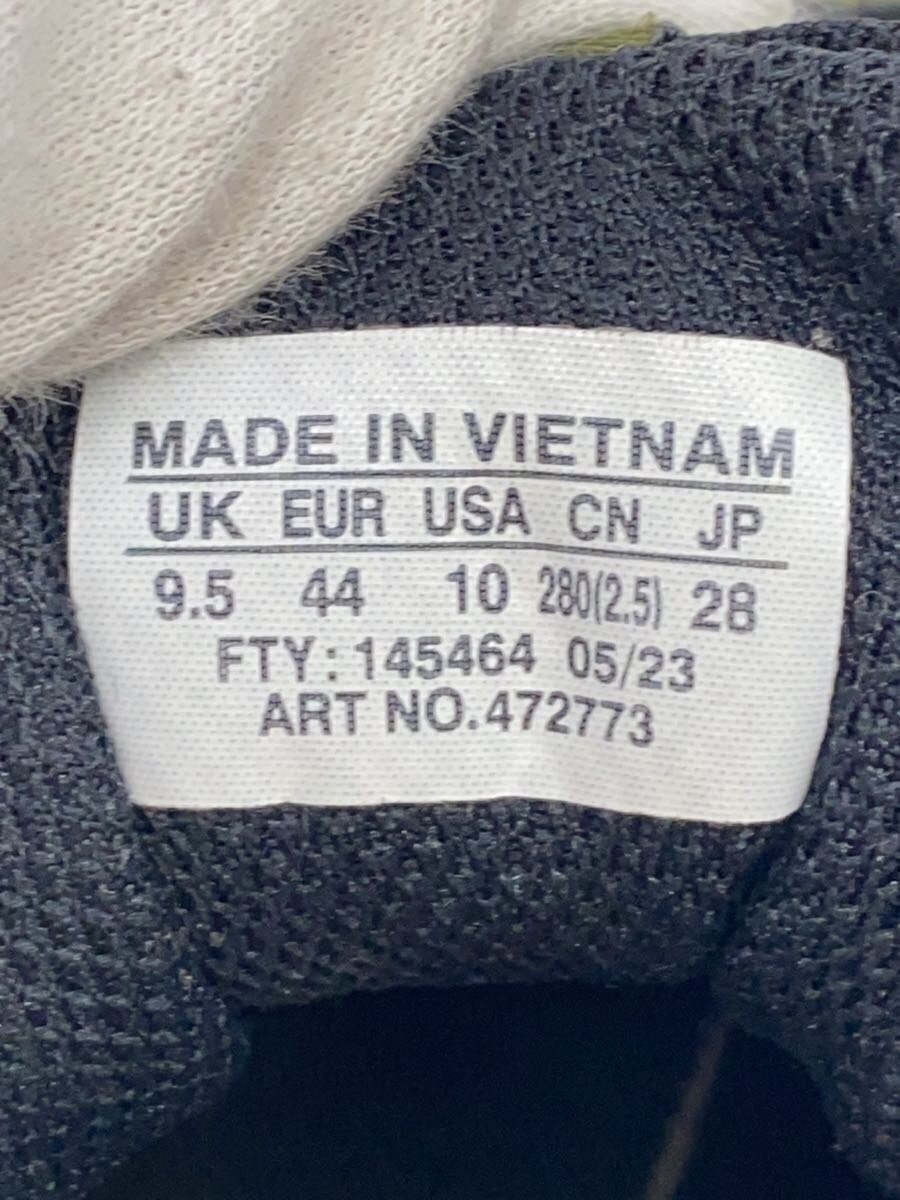 MADE IN VIETNAM
UK EUR USA CN JP
9.5 44 10 280(2.5) 28
FTY: 145464 05/23
ART NO.472773